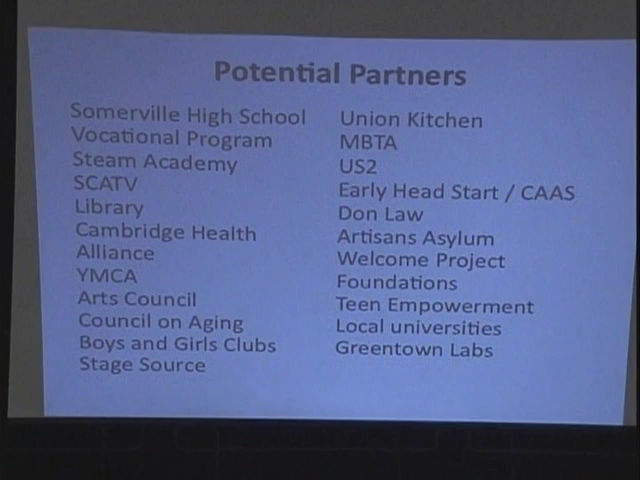 Potential Partners
Somerville High School
Vocational Program
Steam Academy
SCATV
Library
Cambridge Health
Alliance
YMCA
Arts Council
Council on Aging
Boys and Girls Clubs
Stage Source
Union Kitchen
MBTA
US2
Early Head Start / CAAS
Don Law
Artisans Asylum
Welcome Project
Foundations
Teen Empowerment
Local universities
Greentown Labs